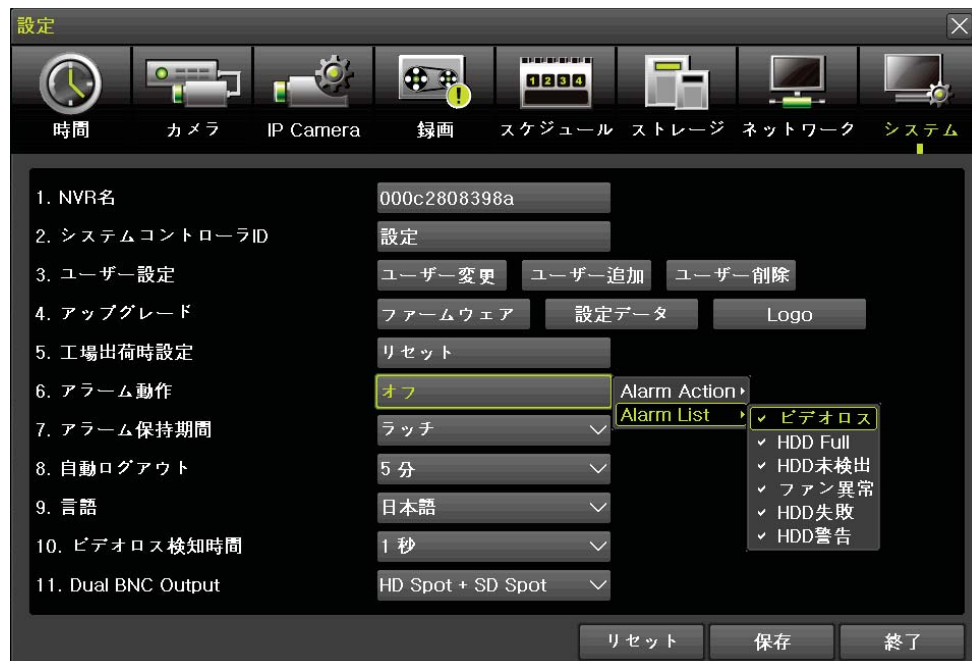 設定
時間 カメラ IP Camera 録画 スケジュール ストレージ ネットワーク システム
1. NVR名 000c2808398a
2. システムコントローラID 設定
3. ユーザー設定 ユーザー変更 ユーザー追加 ユーザー削除
4. アップグレード ファームウェア 設定データ Logo
5. 工場出荷時設定 リセット
6. アラーム動作 オフ Alarm Action
Alarm List ビデオロス
7. アラーム保持期間 ラッチ HDD Full
HDD未検出
8. 自動ログアウト 5 分 ファン異常
9. 言語 日本語 HDD失敗
HDD警告
10. ビデオロス検知時間 1 秒
11. Dual BNC Output HD Spot + SD Spot
リセット 保存 終了